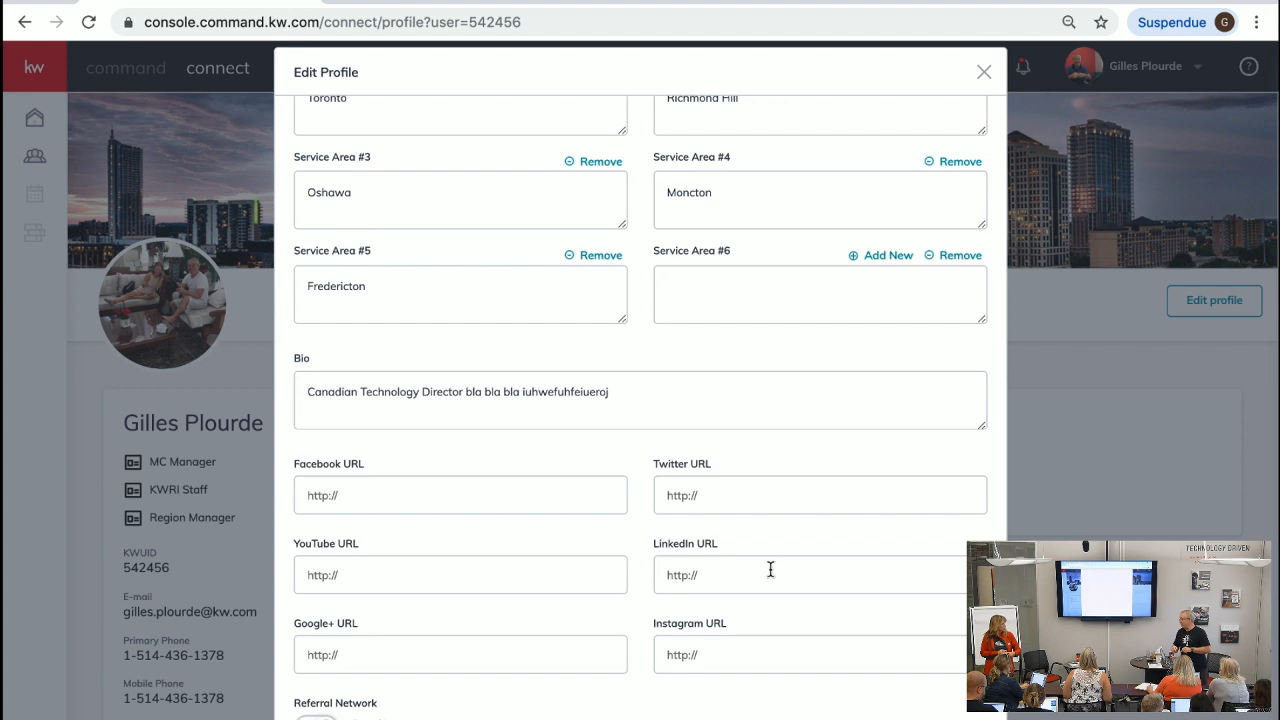 console.command.kw.com/connect/profile?user=542456
Suspendue G
kw
command connect
Edit Profile
Gilles Plourde
?
Toronto
Richmond Hill
Service Area #3
Remove
Service Area #4
Remove
Oshawa
Moncton
Service Area #5
Remove
Service Area #6
Add New
Remove
Fredericton
Edit profile
Bio
Canadian Technology Director bla bla bla iuhwefuhfeiueroj
Gilles Plourde
MC Manager
KWRI Staff
Region Manager
KWUID
542456
E-mail
gilles.plourde@kw.com
Primary Phone
1-514-436-1378
Mobile Phone
1-514-436-1378
Facebook URL
Twitter URL
http://
http://
YouTube URL
LinkedIn URL
http://
http://
Google+ URL
Instagram URL
http://
http://
Referral Network
TECHNOLOGY DRIVEN